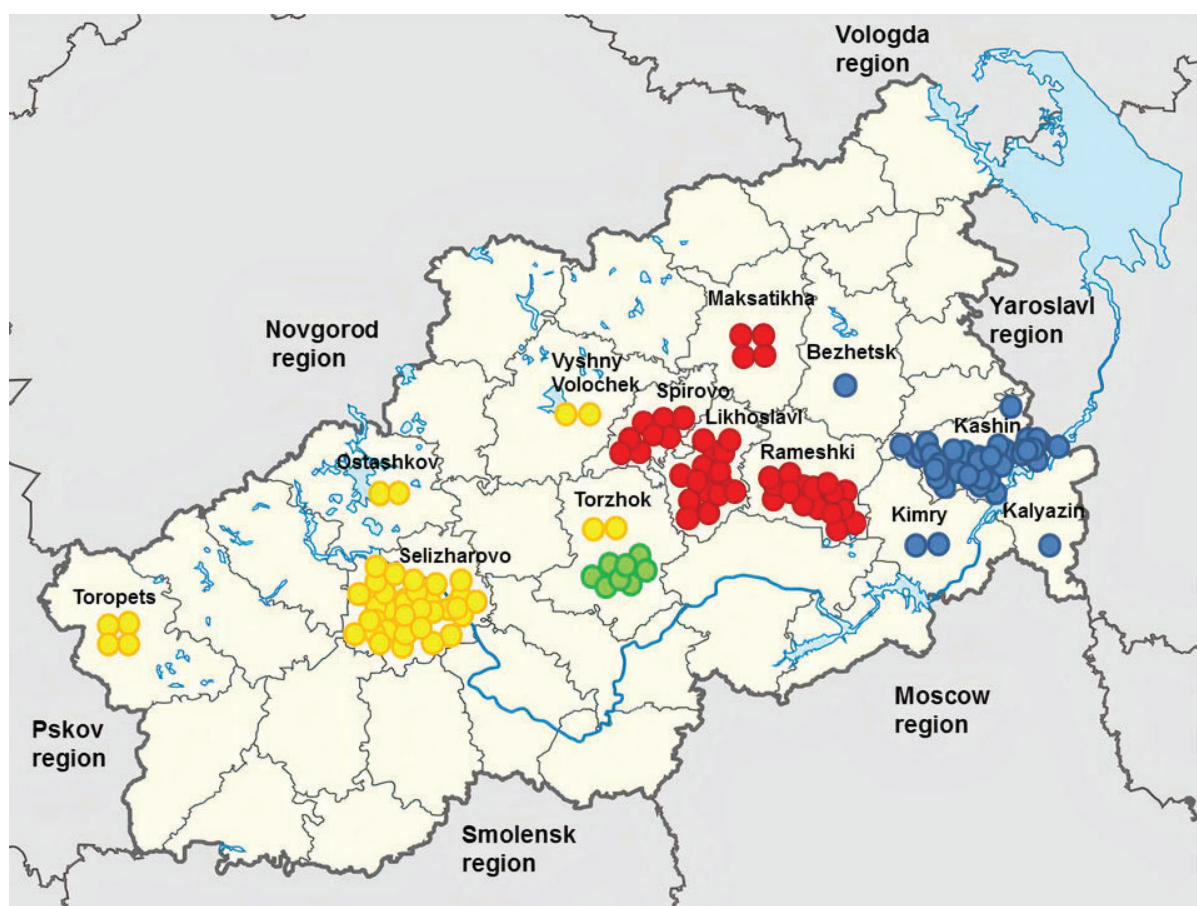 Vologda
region
Maksatikha
Yaroslavl
region
Novgorod
region
Bezhetsk
Vyshny
Volochek
Spirovo
Likhoslavl
Kashin
Rameshki
Ostashkov
Torzhok
Kimry
Kalyazin
Selizharovo
Toropets
Moscow
region
Pskov
region
Smolensk
region